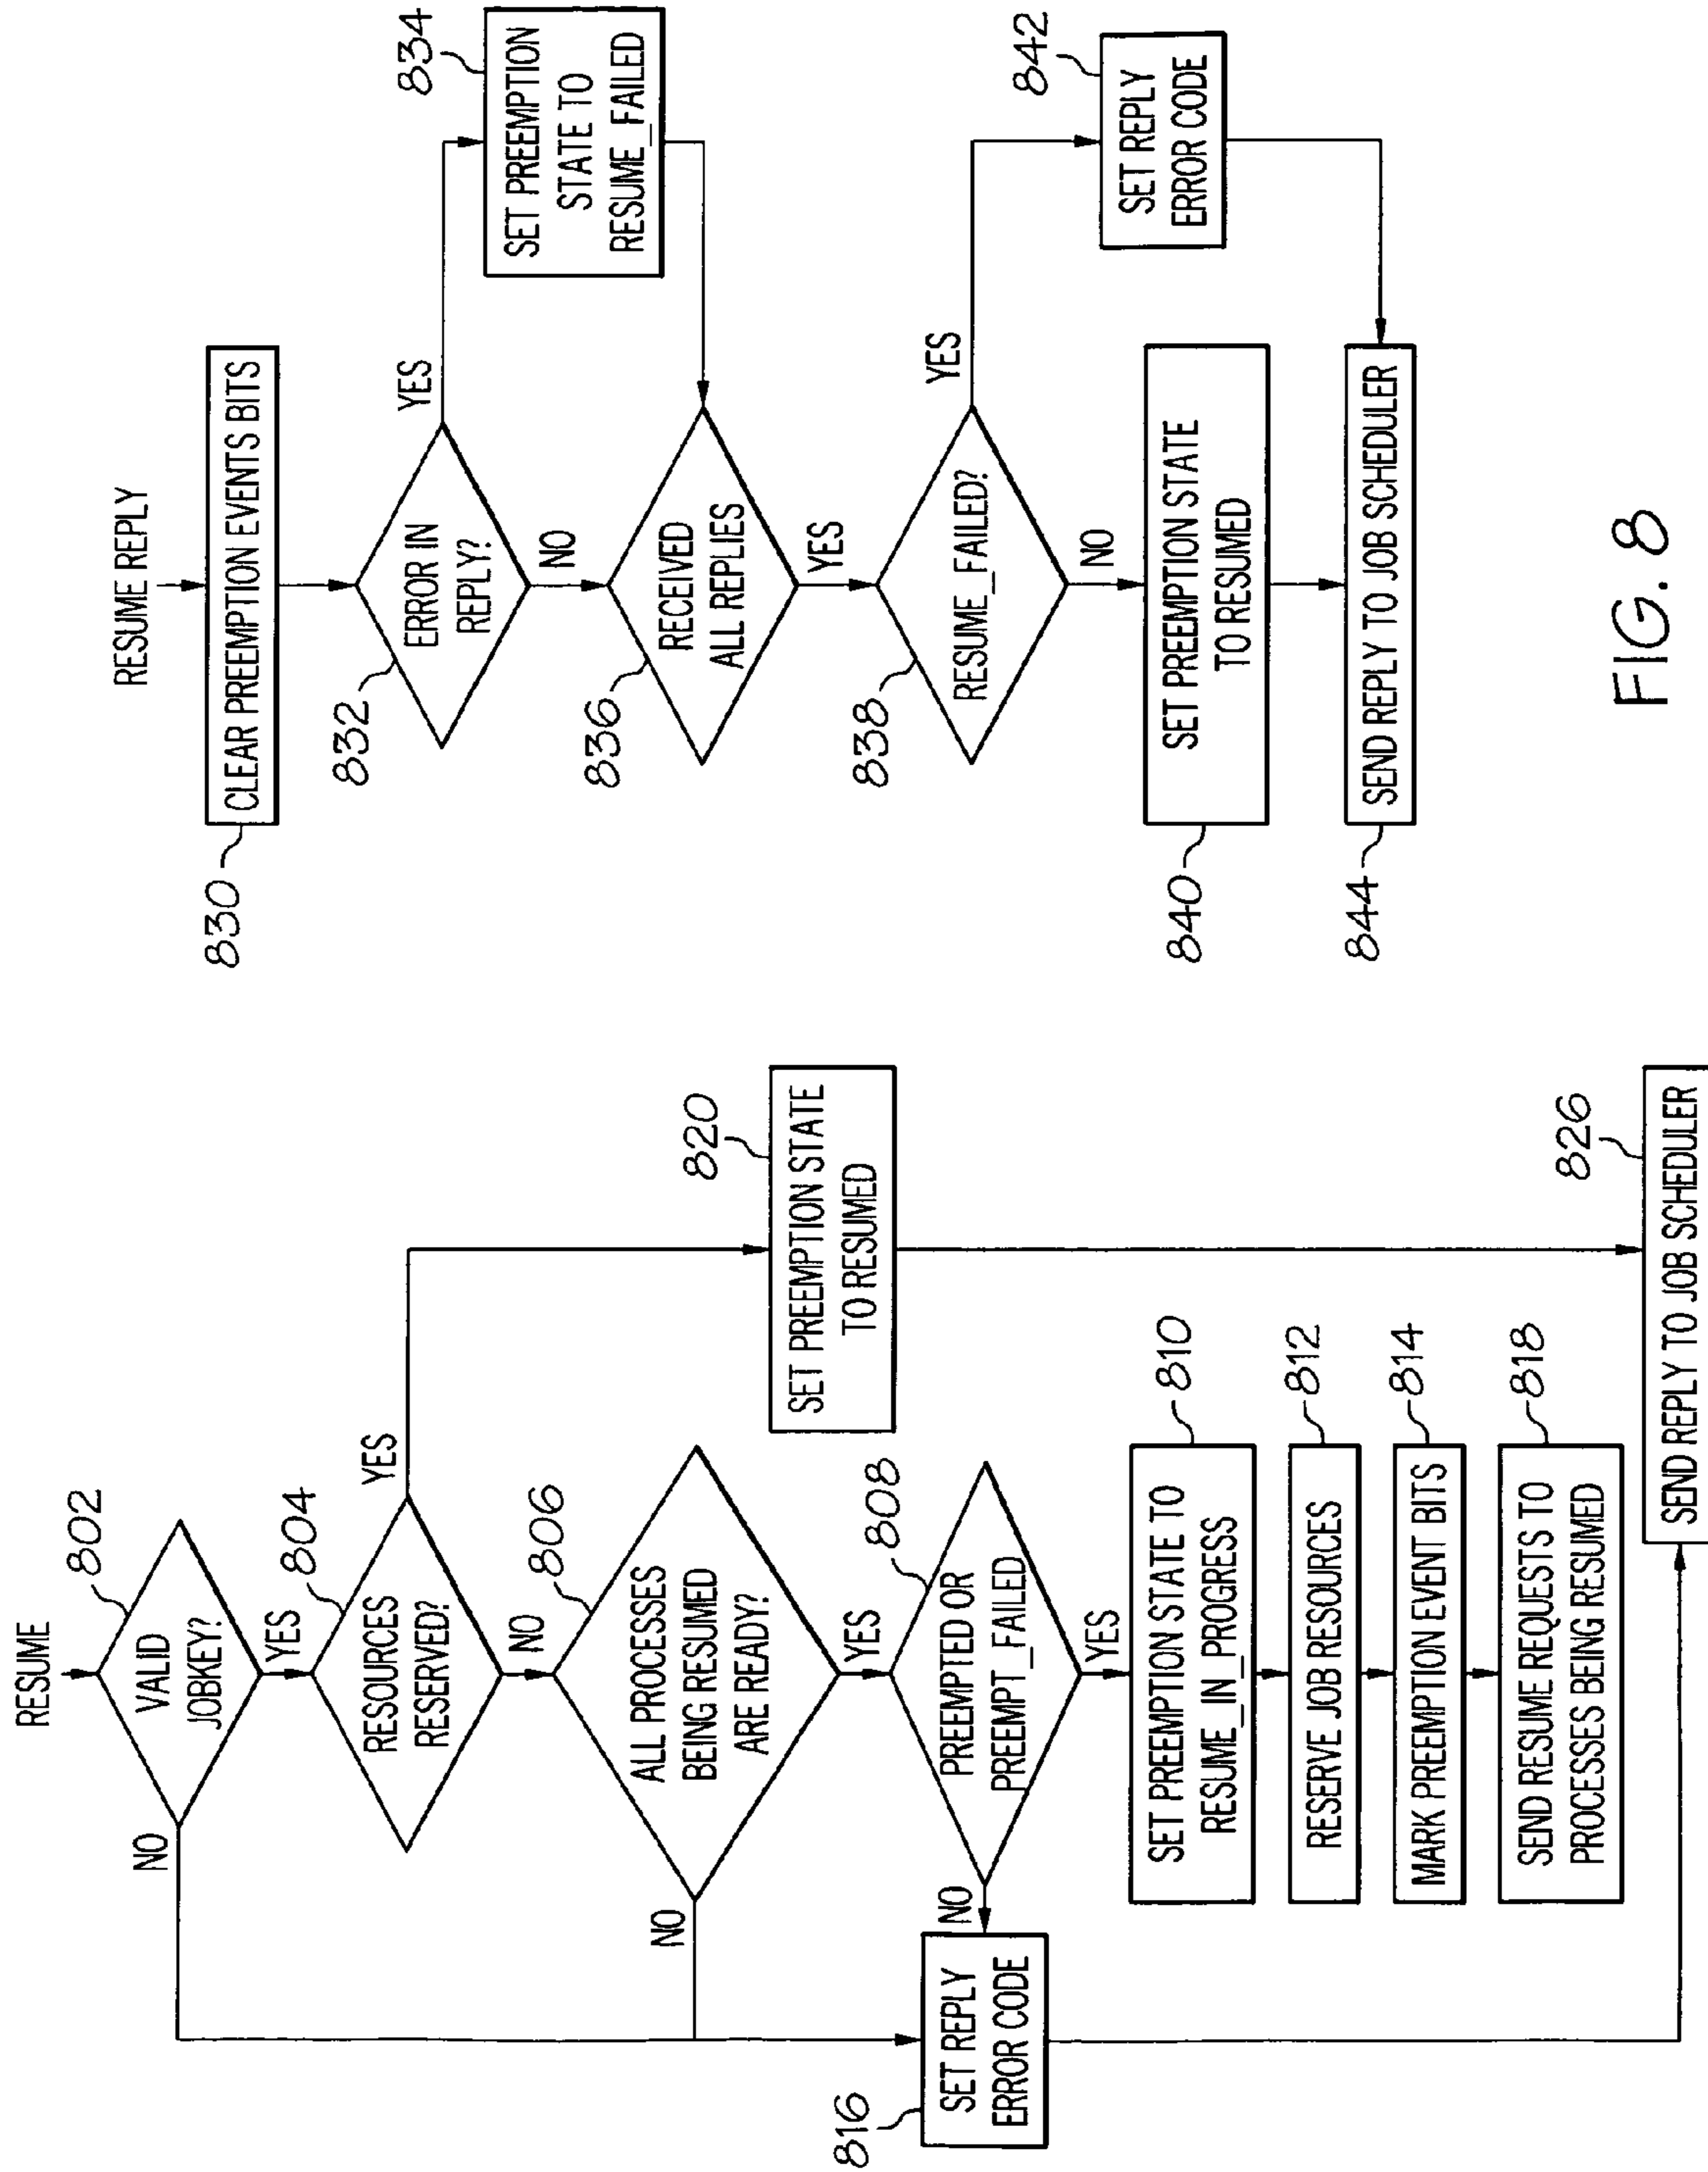 RESUME
802
VALID
JOBKEY?
NO
YES
804
RESOURCES
RESERVED?
YES
NO
806
ALL PROCESSES
BEING RESUMED
ARE READY?
NO
YES
808
PREEMPTED OR
PREEMPT_FAILED
NO
YES
820
SET PREEMPTION STATE
TO RESUMED
816
SET REPLY
ERROR CODE
810
SET PREEMPTION STATE TO
RESUME_IN_PROGRESS
812
RESERVE JOB RESOURCES
814
MARK PREEMPTION EVENT BITS
818
SEND RESUME REQUESTS TO
PROCESSES BEING RESUMED
826
SEND REPLY TO JOB SCHEDULER
RESUME REPLY
830
CLEAR PREEMPTION EVENTS BITS
832
ERROR IN
REPLY?
YES
NO
834
SET PREEMPTION
STATE TO
RESUME_FAILED
836
RECEIVED
ALL REPLIES
YES
838
RESUME_FAILED?
YES
NO
842
SET REPLY
ERROR CODE
840
SET PREEMPTION STATE
TO RESUMED
844
SEND REPLY TO JOB SCHEDULER
FIG. 8